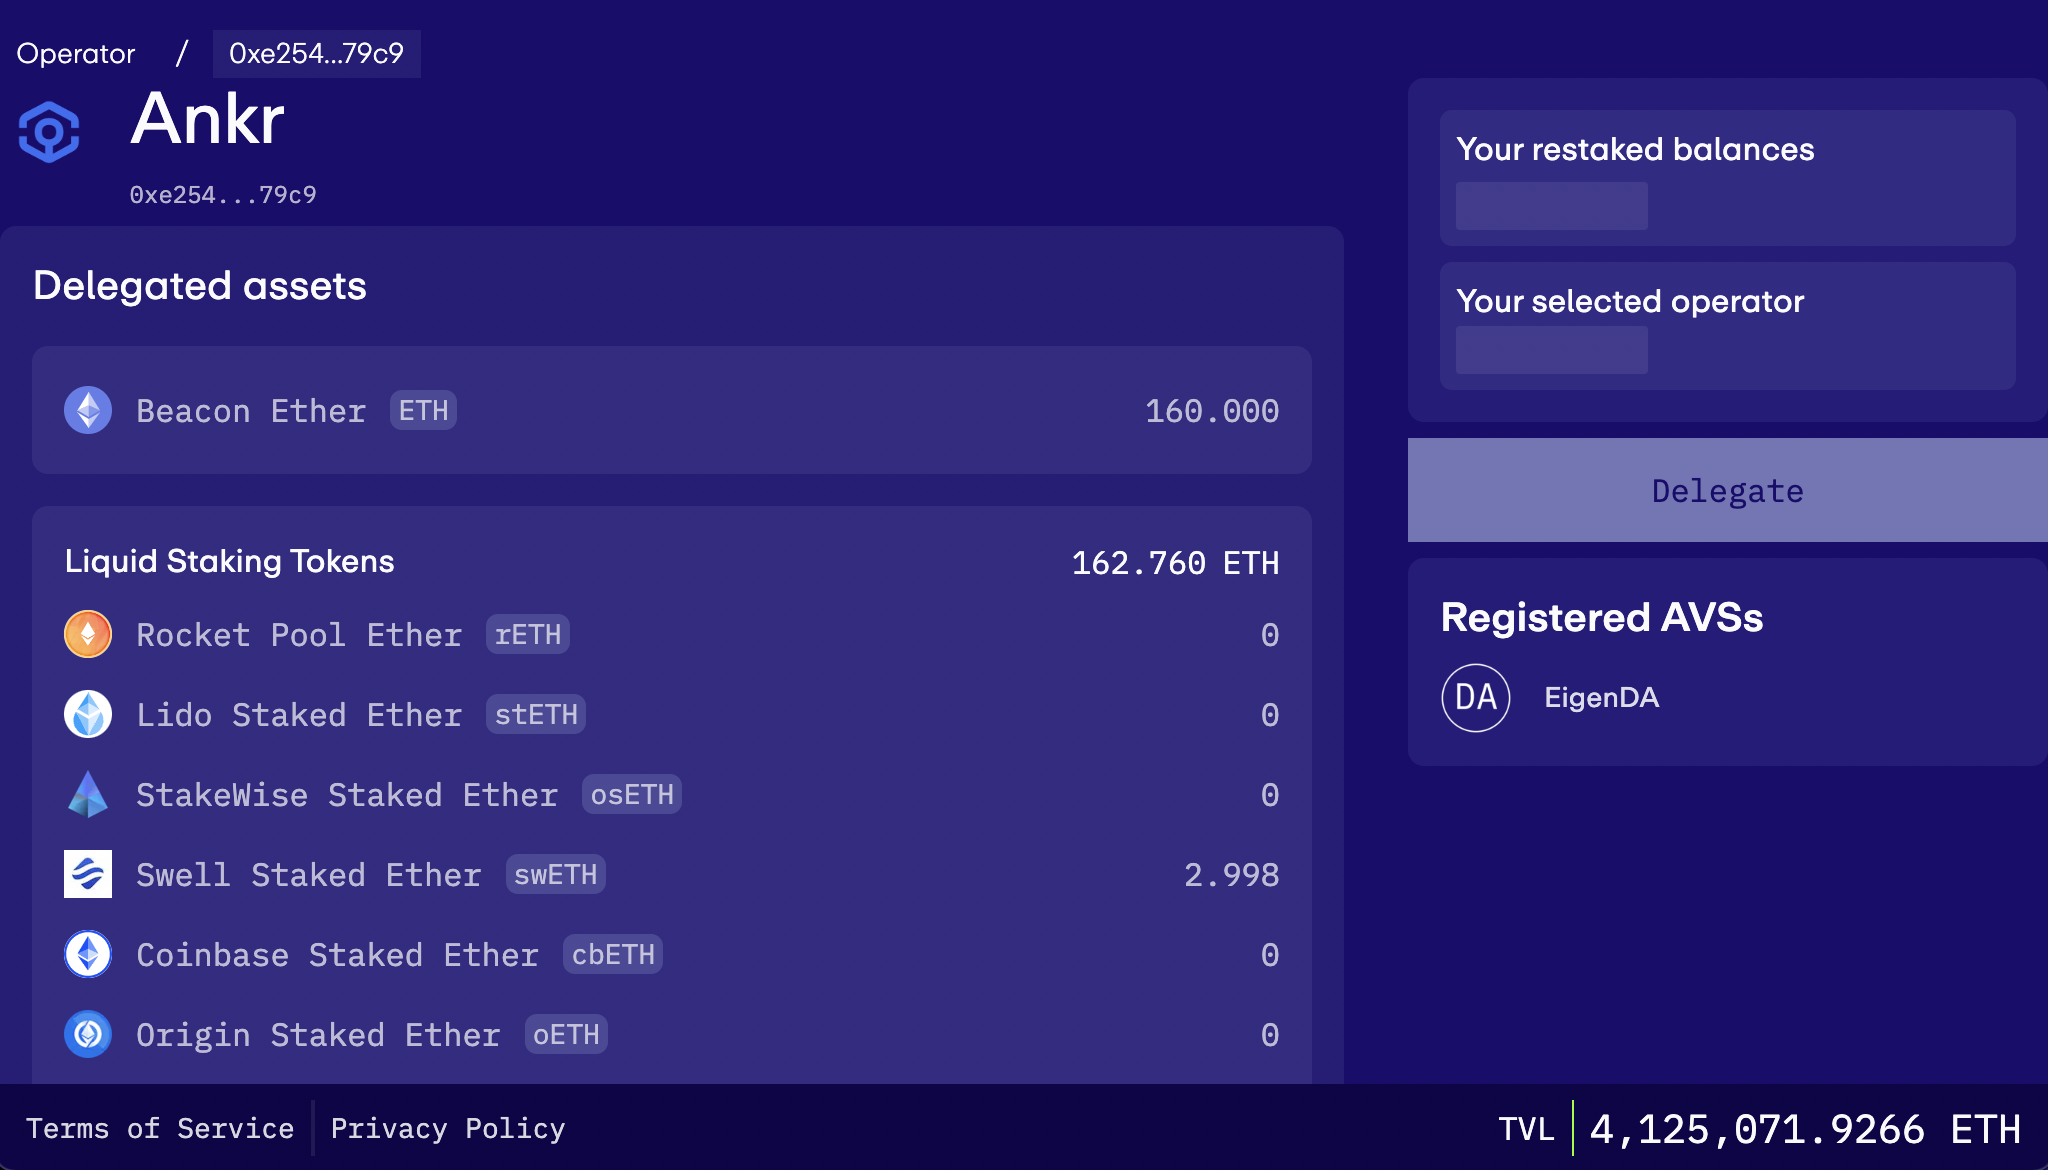 Operator / 0xe254...79c9
Ankr
0xe254...79c9
Delegated assets
Beacon Ether ETH 160.000
Liquid Staking Tokens 162.760 ETH
Rocket Pool Ether rETH 0
Lido Staked Ether stETH 0
StakeWise Staked Ether osETH 0
Swell Staked Ether swETH 2.998
Coinbase Staked Ether cbETH 0
Origin Staked Ether oETH 0
Your restaked balances
Your selected operator
Delegate
Registered AVSs
DA EigenDA
Terms of Service Privacy Policy
TVL 4,125,071.9266 ETH